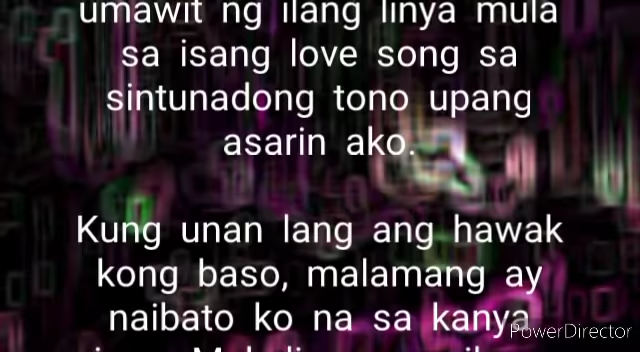 umawit ng ilang linya mula
sa isang love song sa
sintunadong tono upang
asarin ako.
Kung unan lang ang hawak
kong baso, malamang ay
naibato ko na sa kanya
PowerDirector